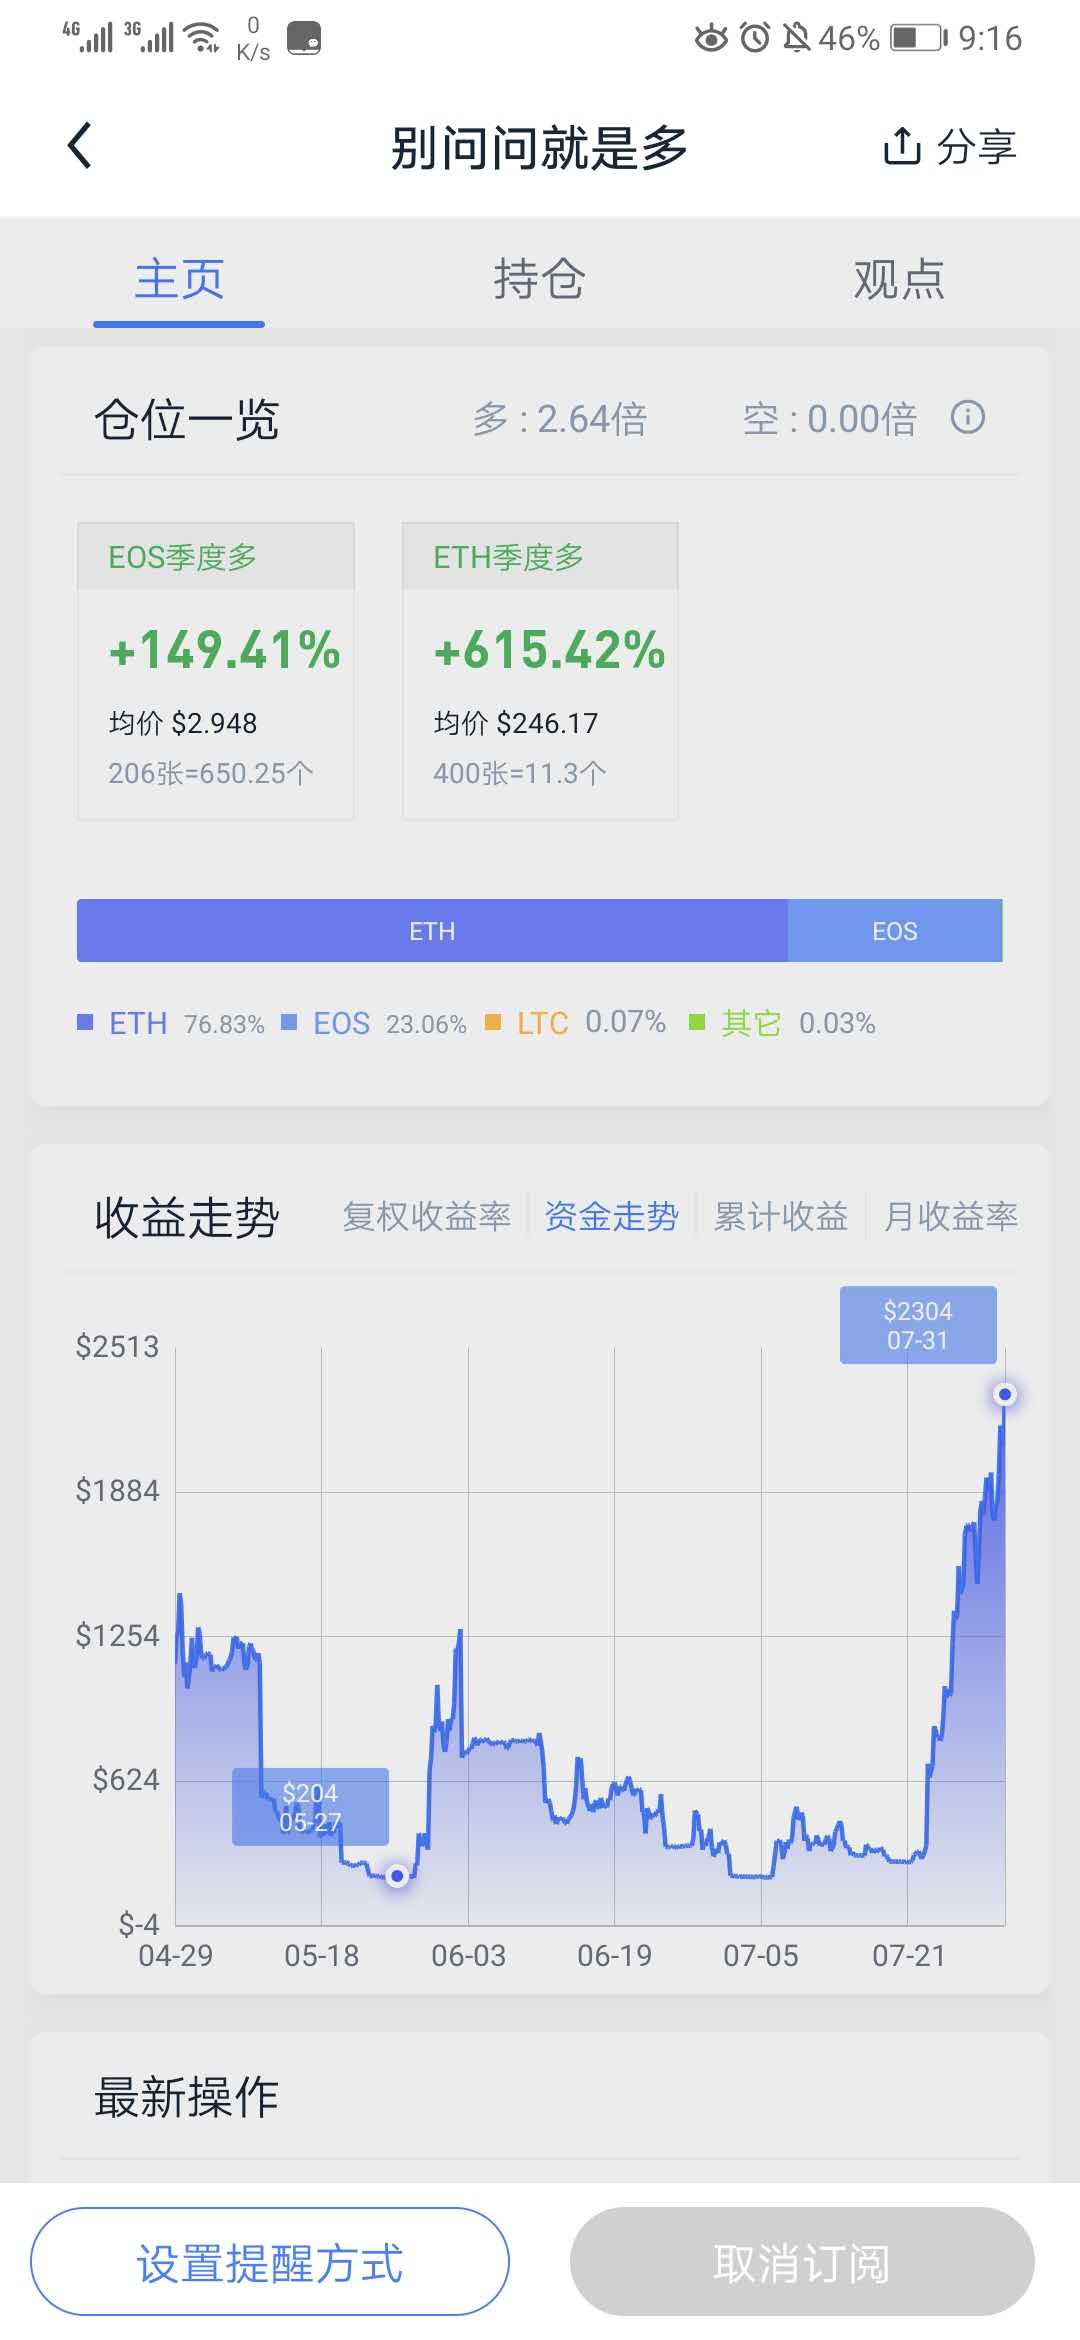 4G 3G 0 K/s 46% 9:16
别问问就是多 分享
主页 持仓 观点
仓位一览 多 : 2.64倍 空 : 0.00倍
EOS季度多 ETH季度多
+149.41% +615.42%
均价 $2.948 均价 $246.17
206张=650.25个 400张=11.3个
ETH EOS
ETH 76.83% EOS 23.06% LTC 0.07% 其它 0.03%
收益走势 复权收益率 资金走势 累计收益 月收益率
$2304
07-31
$2513
$1884
$1254
$624
$204
05-27
$-4
04-29 05-18 06-03 06-19 07-05 07-21
最新操作
设置提醒方式 取消订阅